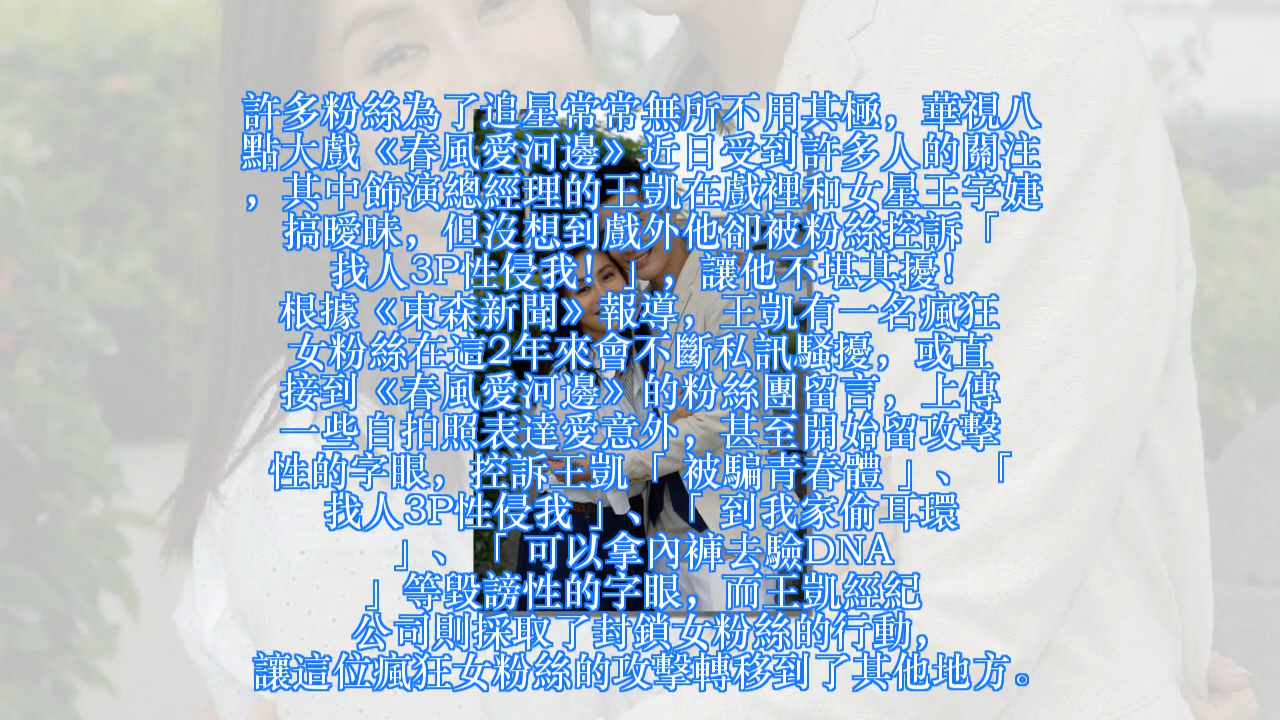 許多粉絲為了追星常常無所不用其極，華視八
點大戲《春風愛河邊》近日受到許多人的關注
，其中飾演總經理的王凱在戲裡和女星王宇婕
搞曖昧，但沒想到戲外他卻被粉絲控訴「
找人3P性侵我！」，讓他不堪其擾!
根據《東森新聞》報導，王凱有一名瘋狂
女粉絲在這2年來會不斷私訊騷擾，或直
接到《春風愛河邊》的粉絲團留言，上傳
一些自拍照表達愛意外，甚至開始留攻擊
性的字眼，控訴王凱「 被騙青春體 」、「
找人3P性侵我 」、「 到我家偷耳環
」、「 可以拿內褲去驗DNA
」等毀謗性的字眼，而王凱經紀
公司則採取了封鎖女粉絲的行動，
讓這位瘋狂女粉絲的攻擊轉移到了其他地方。